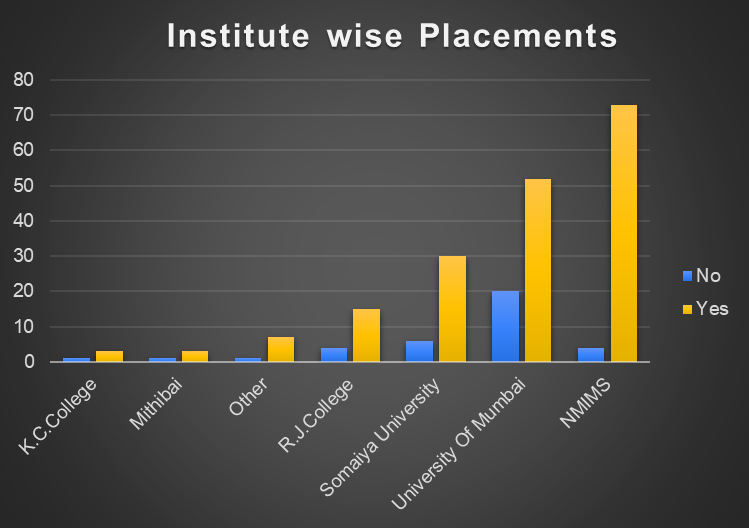 Institute wise Placements
80
70
60
50
40
30
20
10
0
No
Yes
K.C.College
Mithibai
Other
R.J.College
Somaiya University
University Of Mumbai
NMIMS